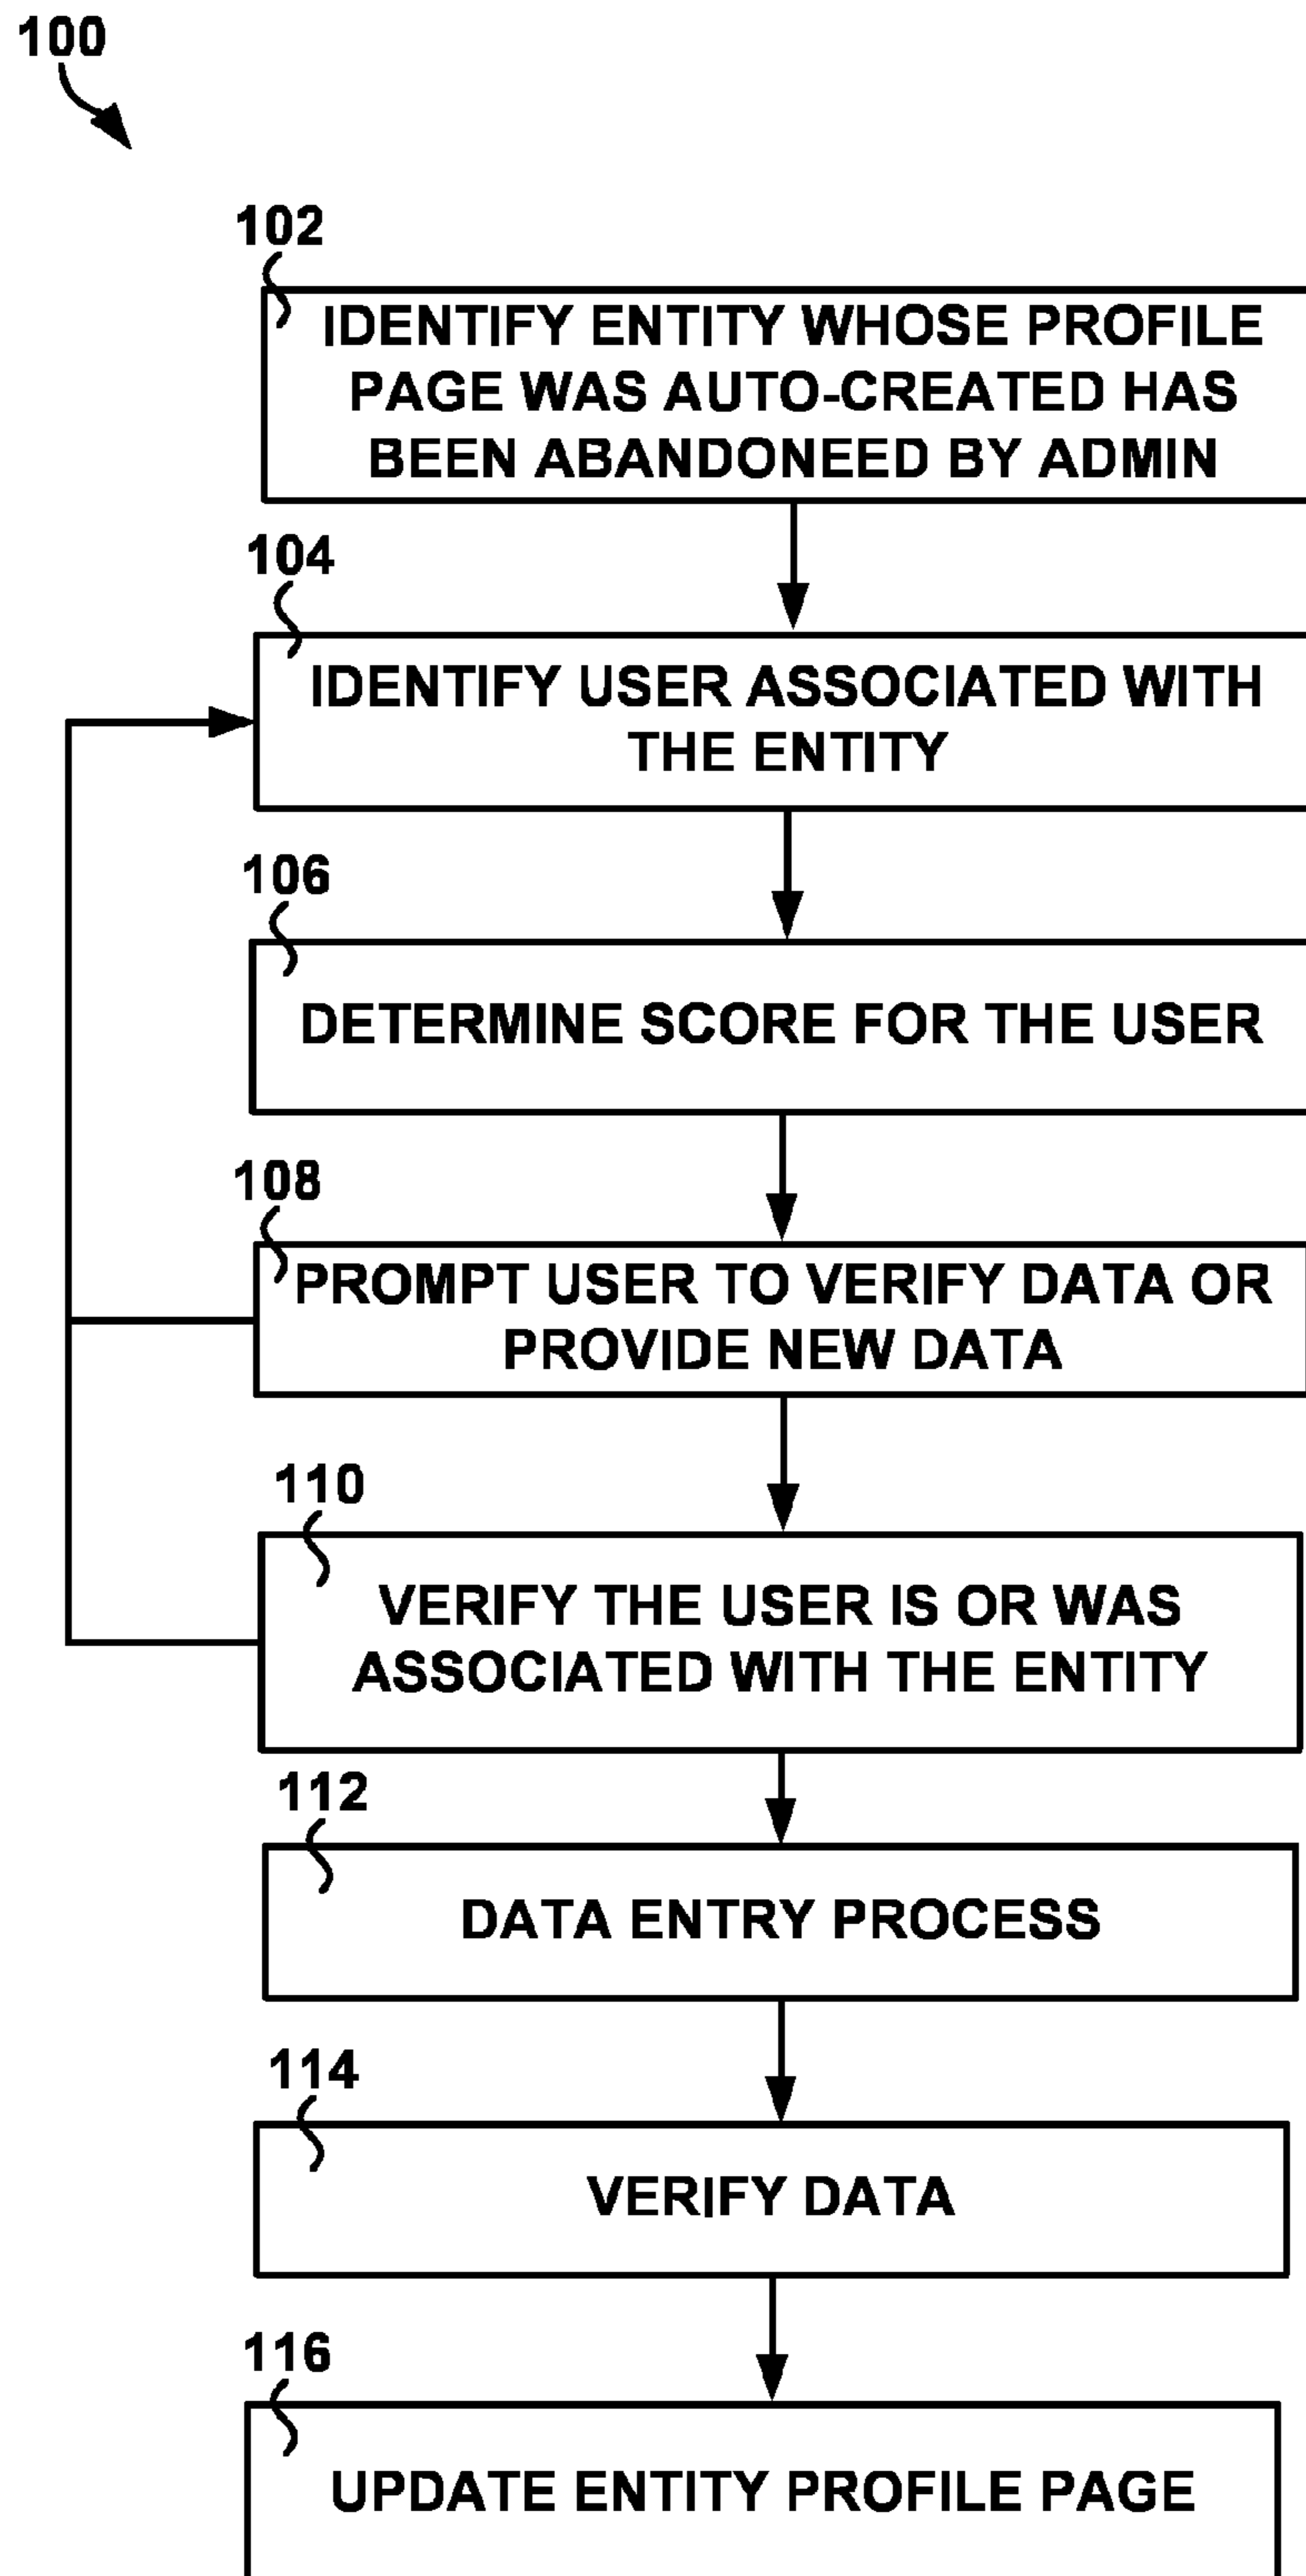 100
102
IDENTIFY ENTITY WHOSE PROFILE
PAGE WAS AUTO-CREATED HAS
BEEN ABANDONEED BY ADMIN
104
IDENTIFY USER ASSOCIATED WITH
THE ENTITY
106
DETERMINE SCORE FOR THE USER
108
PROMPT USER TO VERIFY DATA OR
PROVIDE NEW DATA
110
VERIFY THE USER IS OR WAS
ASSOCIATED WITH THE ENTITY
112
DATA ENTRY PROCESS
114
VERIFY DATA
116
UPDATE ENTITY PROFILE PAGE